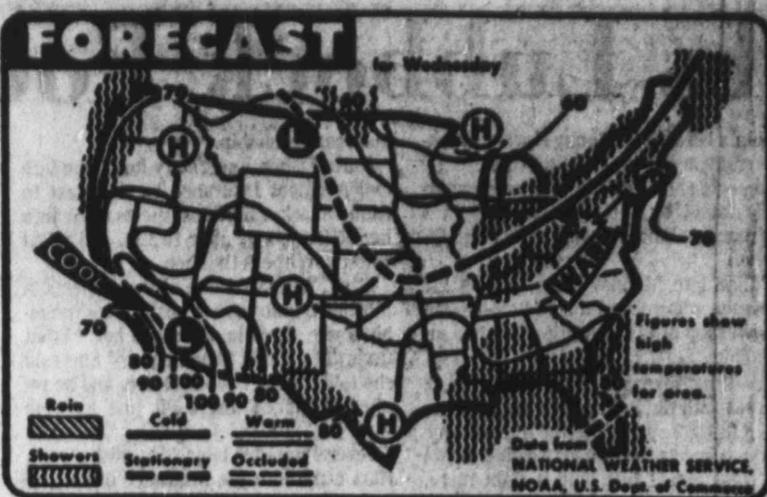 FORECAST
for Wednesday
70
60
H
L
H
60
COOL
WARM
70
H
70
L
80
90 100
100 90 80
80
H
Figures show
high
temperatures
for area.
Rain
Cold
Warm
Showers
Stationary
Occluded
Data from
NATIONAL WEATHER SERVICE,
NOAA, U.S. Dept. of Commerce